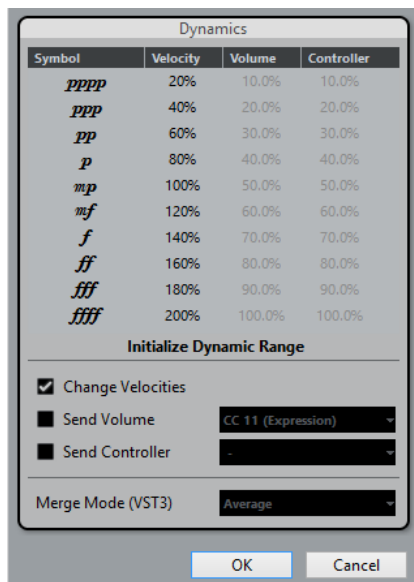 Dynamics
Symbol Velocity Volume Controller
pppp 20% 10.0% 10.0%
ppp 40% 20.0% 20.0%
pp 60% 30.0% 30.0%
p 80% 40.0% 40.0%
mp 100% 50.0% 50.0%
mf 120% 60.0% 60.0%
f 140% 70.0% 70.0%
ff 160% 80.0% 80.0%
fff 180% 90.0% 90.0%
ffff 200% 100.0% 100.0%
Initialize Dynamic Range
Change Velocities
Send Volume CC 11 (Expression)
Send Controller -
Merge Mode (VST3) Average
OK Cancel